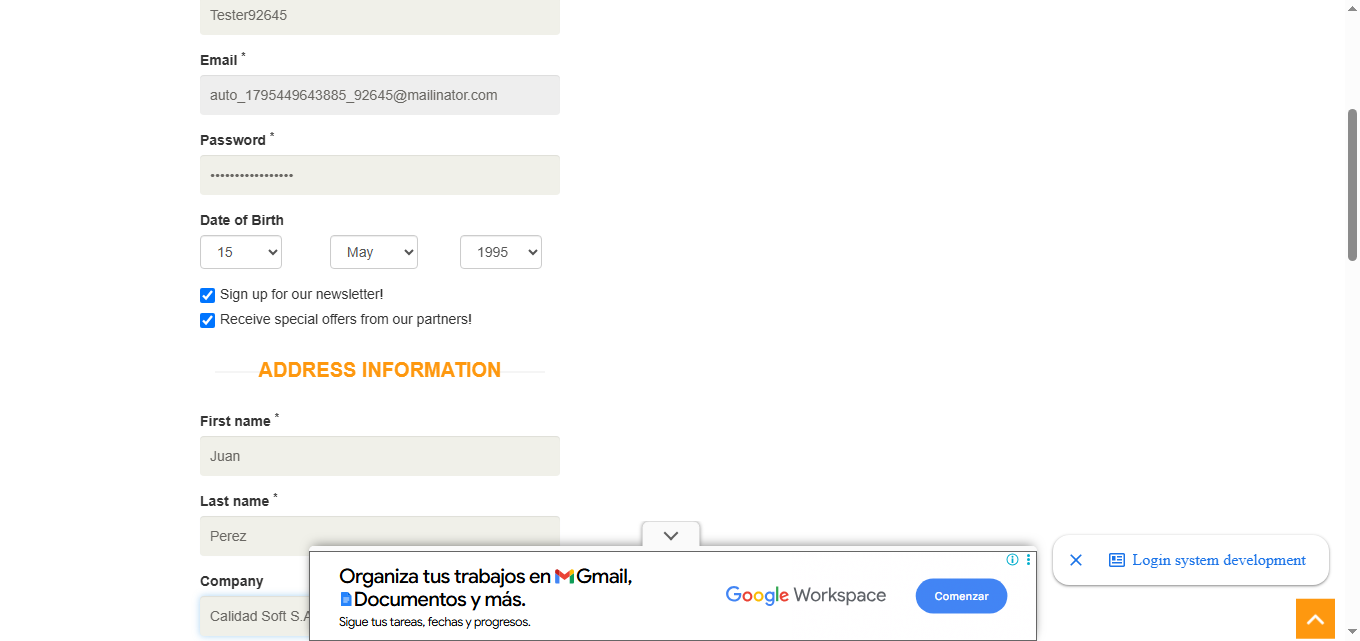 Tester92645
Email *
auto_1795449643885_92645@mailinator.com
Password *
•••••••••••••••••
Date of Birth
15 May 1995
Sign up for our newsletter!
Receive special offers from our partners!
ADDRESS INFORMATION
First name *
Juan
Last name *
Perez
Company
Calidad Soft S.A
Organiza tus trabajos en Gmail,
Documentos y más.
Sigue tus tareas, fechas y progresos.
Google Workspace
Comenzar
Login system development